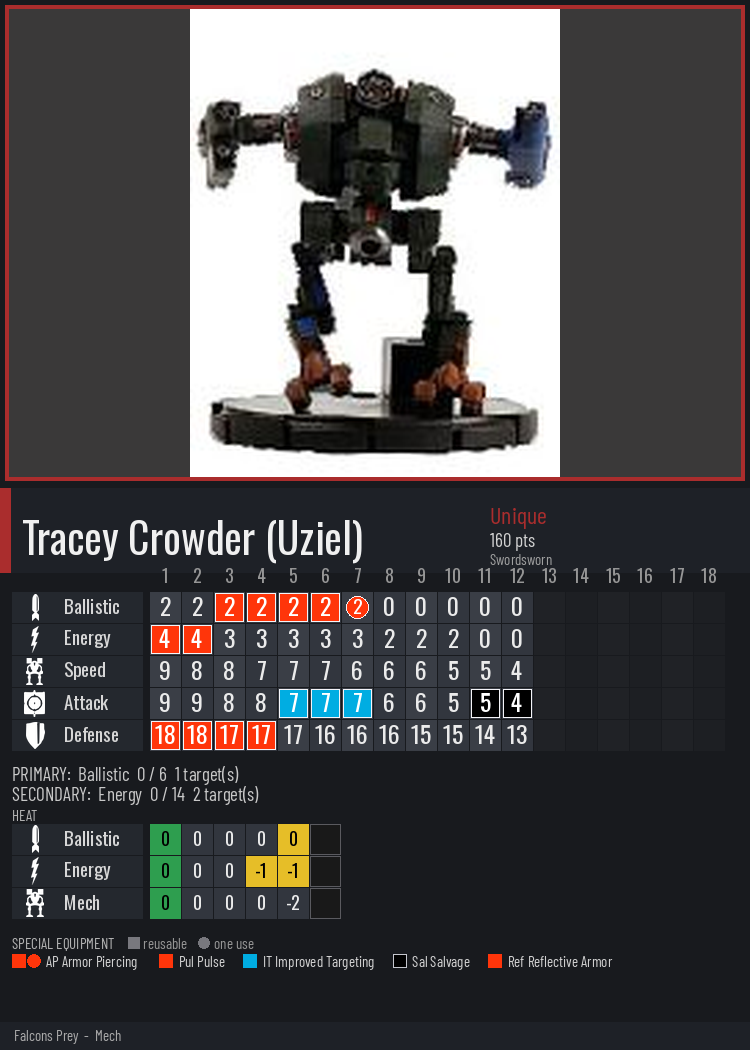 Tracey Crowder (Uziel)
Unique
160 pts
Swordsworn
1 2 3 4 5 6 7 8 9 10 11 12 13 14 15 16 17 18
Ballistic 2 2 2 2 2 2 2 0 0 0 0 0
Energy 4 4 3 3 3 3 3 2 2 2 0 0
Speed 9 8 8 7 7 7 6 6 6 5 5 4
Attack 9 9 8 8 7 7 7 6 6 5 5 4
Defense 18 18 17 17 17 16 16 16 15 15 14 13
PRIMARY: Ballistic 0 / 6 1 target(s)
SECONDARY: Energy 0 / 14 2 target(s)
HEAT
Ballistic 0 0 0 0 0
Energy 0 0 0 -1 -1
Mech 0 0 0 0 -2
SPECIAL EQUIPMENT reusable one use
AP Armor Piercing Pul Pulse IT Improved Targeting Sal Salvage Ref Reflective Armor
Falcons Prey - Mech